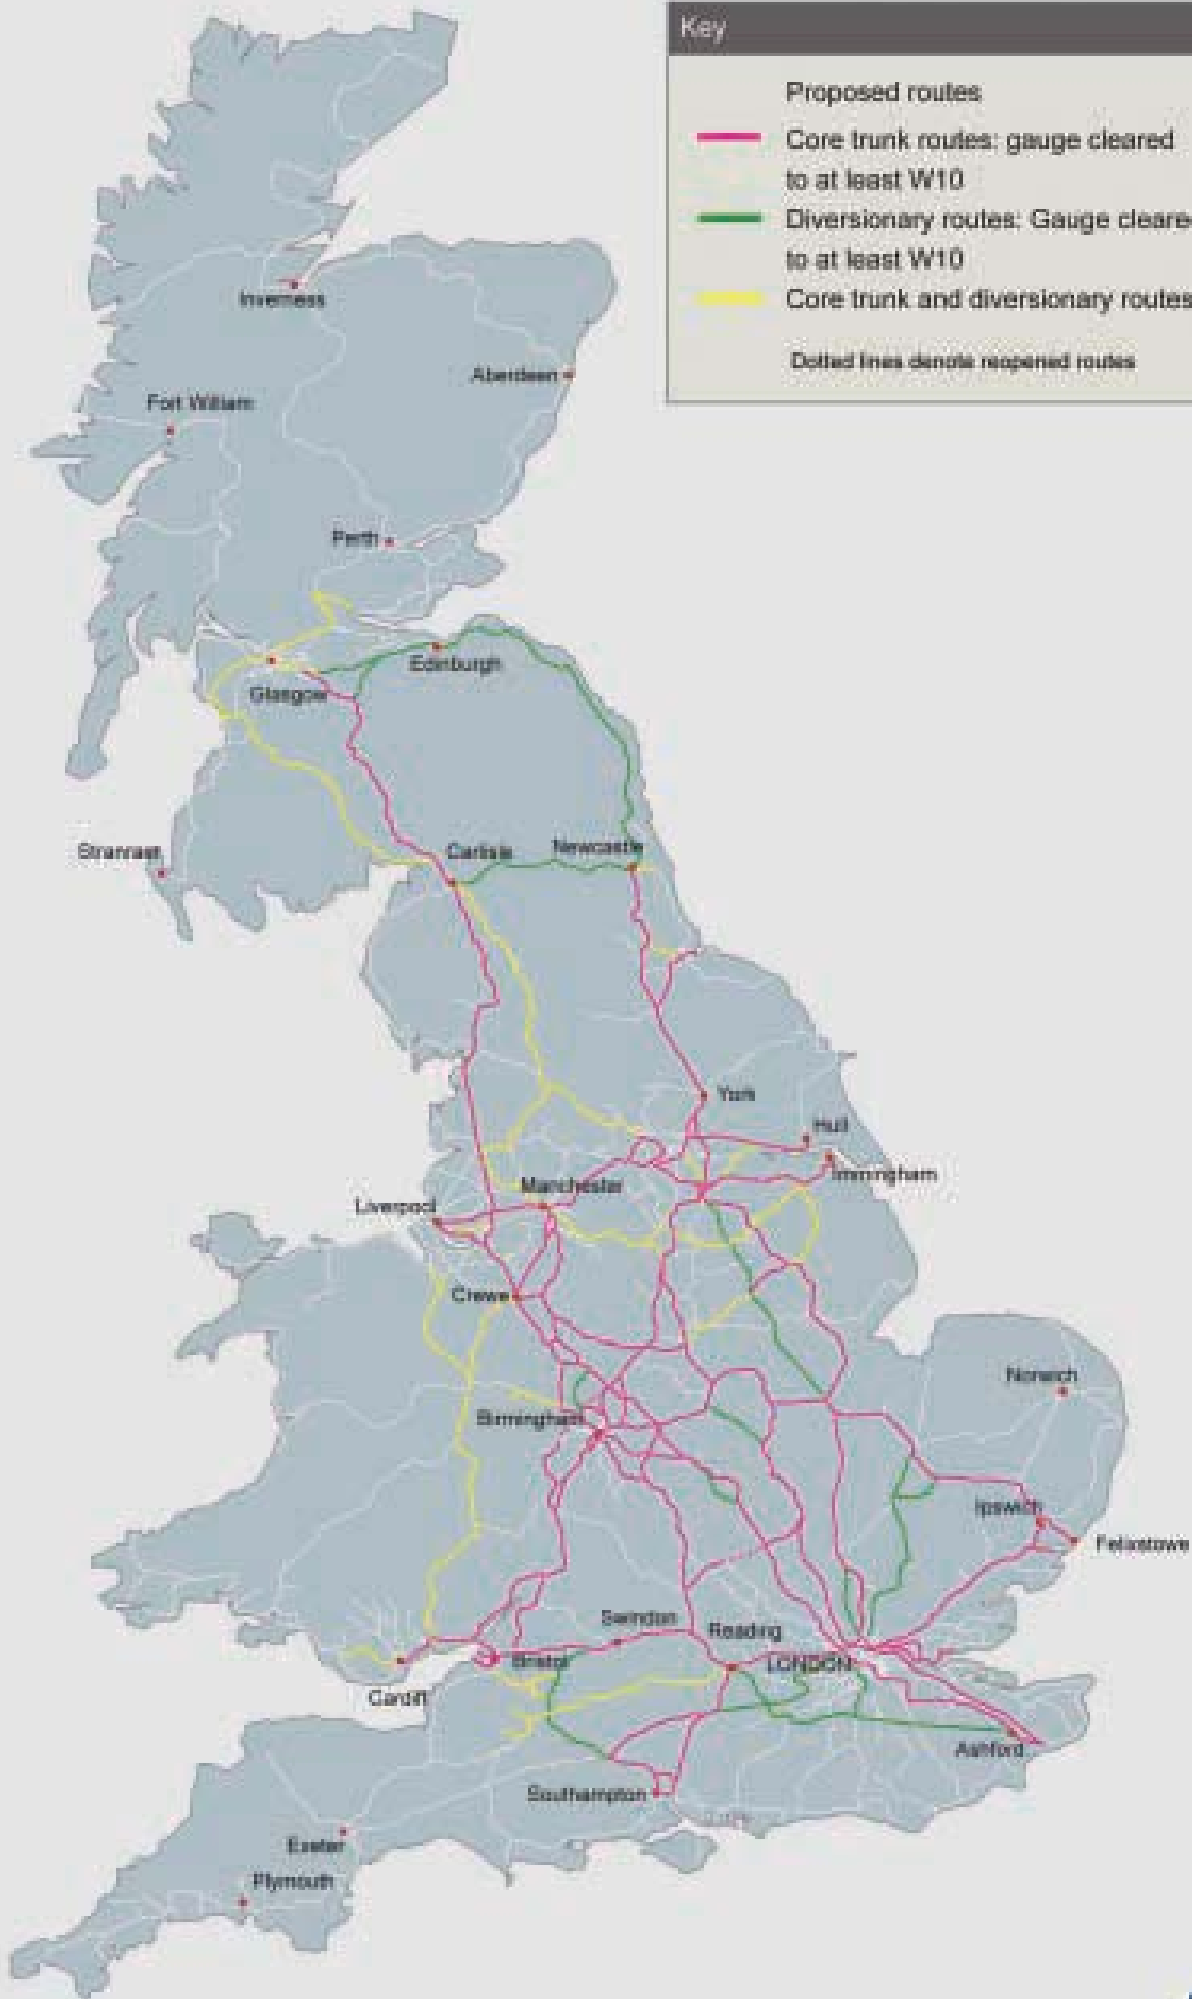 Key
Proposed routes
Core trunk routes: gauge cleared
to at least W10
Diversionary routes: Gauge cleare
to at least W10
Core trunk and diversionary routes
Dotted lines denote reopened routes
Inverness
Aberdeen
Fort William
Perth
Edinburgh
Glasgow
Stranraer
Carlisle
Newcastle
York
Hull
Immingham
Manchester
Liverpool
Crewe
Norwich
Birmingham
Ipswich
Felixstowe
Swindon
Reading
Bristol
LONDON
Cardiff
Ashford
Southampton
Exeter
Plymouth